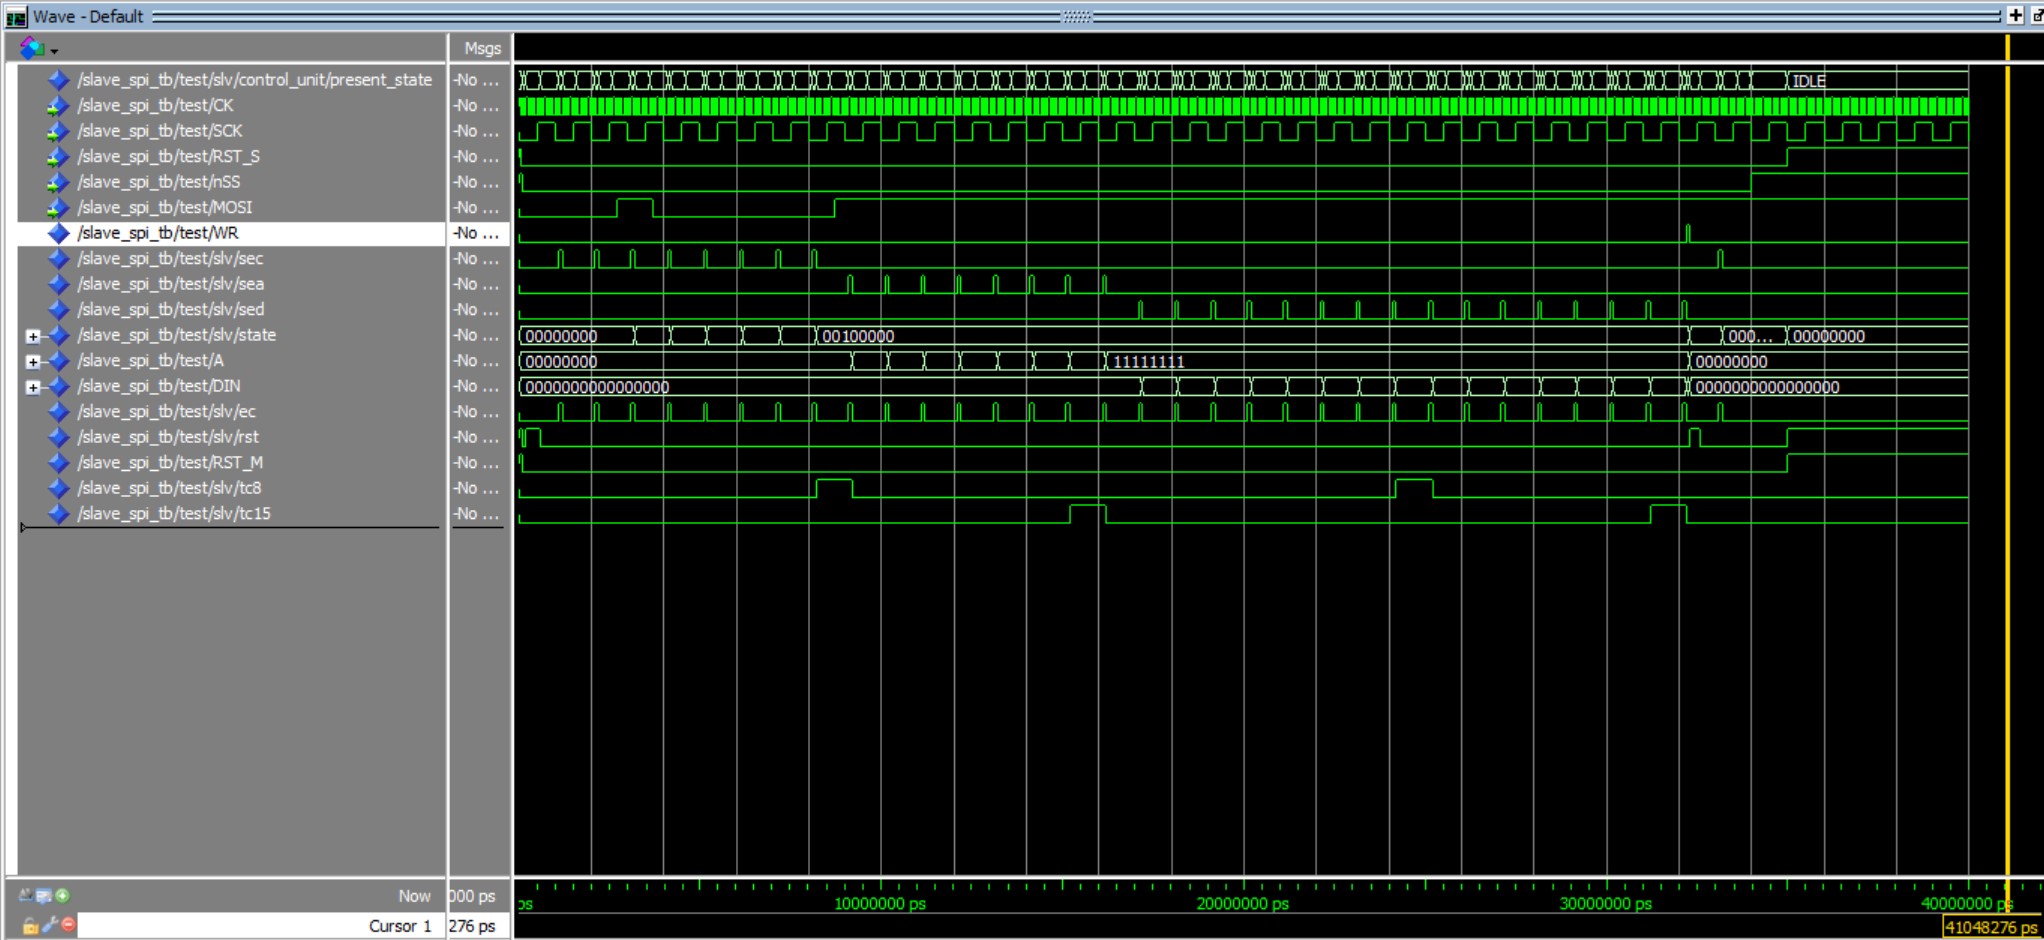 Wave - Default
Msgs
/slave_spi_tb/test/slv/control_unit/present_state -No ... IDLE
/slave_spi_tb/test/CK -No ...
/slave_spi_tb/test/SCK -No ...
/slave_spi_tb/test/RST_S -No ...
/slave_spi_tb/test/nSS -No ...
/slave_spi_tb/test/MOSI -No ...
/slave_spi_tb/test/WR -No ...
/slave_spi_tb/test/slv/sec -No ...
/slave_spi_tb/test/slv/sea -No ...
/slave_spi_tb/test/slv/sed -No ...
/slave_spi_tb/test/slv/state -No ... 00000000 00100000 000... 00000000
/slave_spi_tb/test/A -No ... 00000000 11111111 00000000
/slave_spi_tb/test/DIN -No ... 0000000000000000 0000000000000000
/slave_spi_tb/test/slv/ec -No ...
/slave_spi_tb/test/slv/rst -No ...
/slave_spi_tb/test/RST_M -No ...
/slave_spi_tb/test/slv/tc8 -No ...
/slave_spi_tb/test/slv/tc15 -No ...
Now 000 ps ps 10000000 ps 20000000 ps 30000000 ps 40000000 ps
Cursor 1 276 ps 41048276 ps